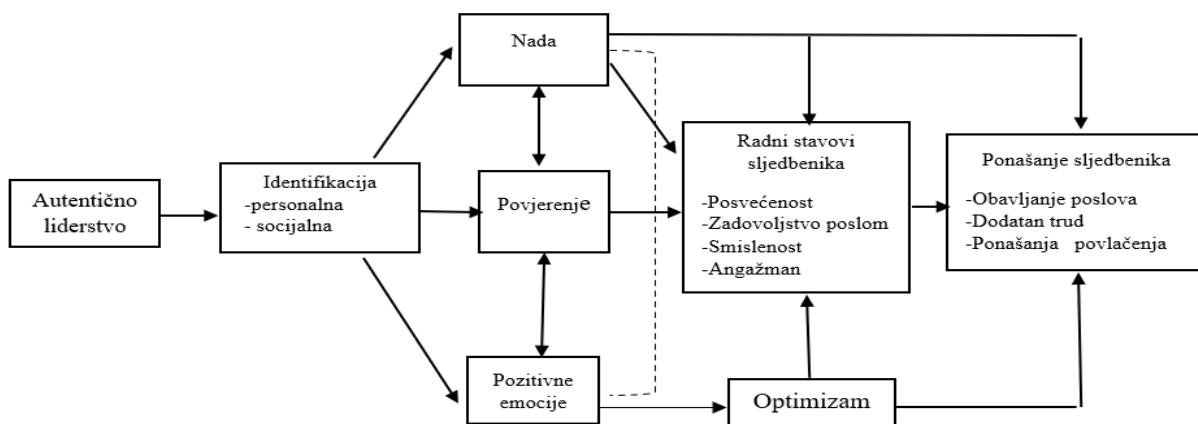 Nada
Autentično
liderstvo
Identifikacija
-personalna
- socijalna
Povjerenje
Pozitivne
emocije
Radni stavovi
sljedbenika
-Posvećenost
-Zadovoljstvo poslom
-Smislenost
-Angažman
Optimizam
Ponašanje sljedbenika
-Obavljanje poslova
-Dodatan trud
-Ponašanja povlačenja